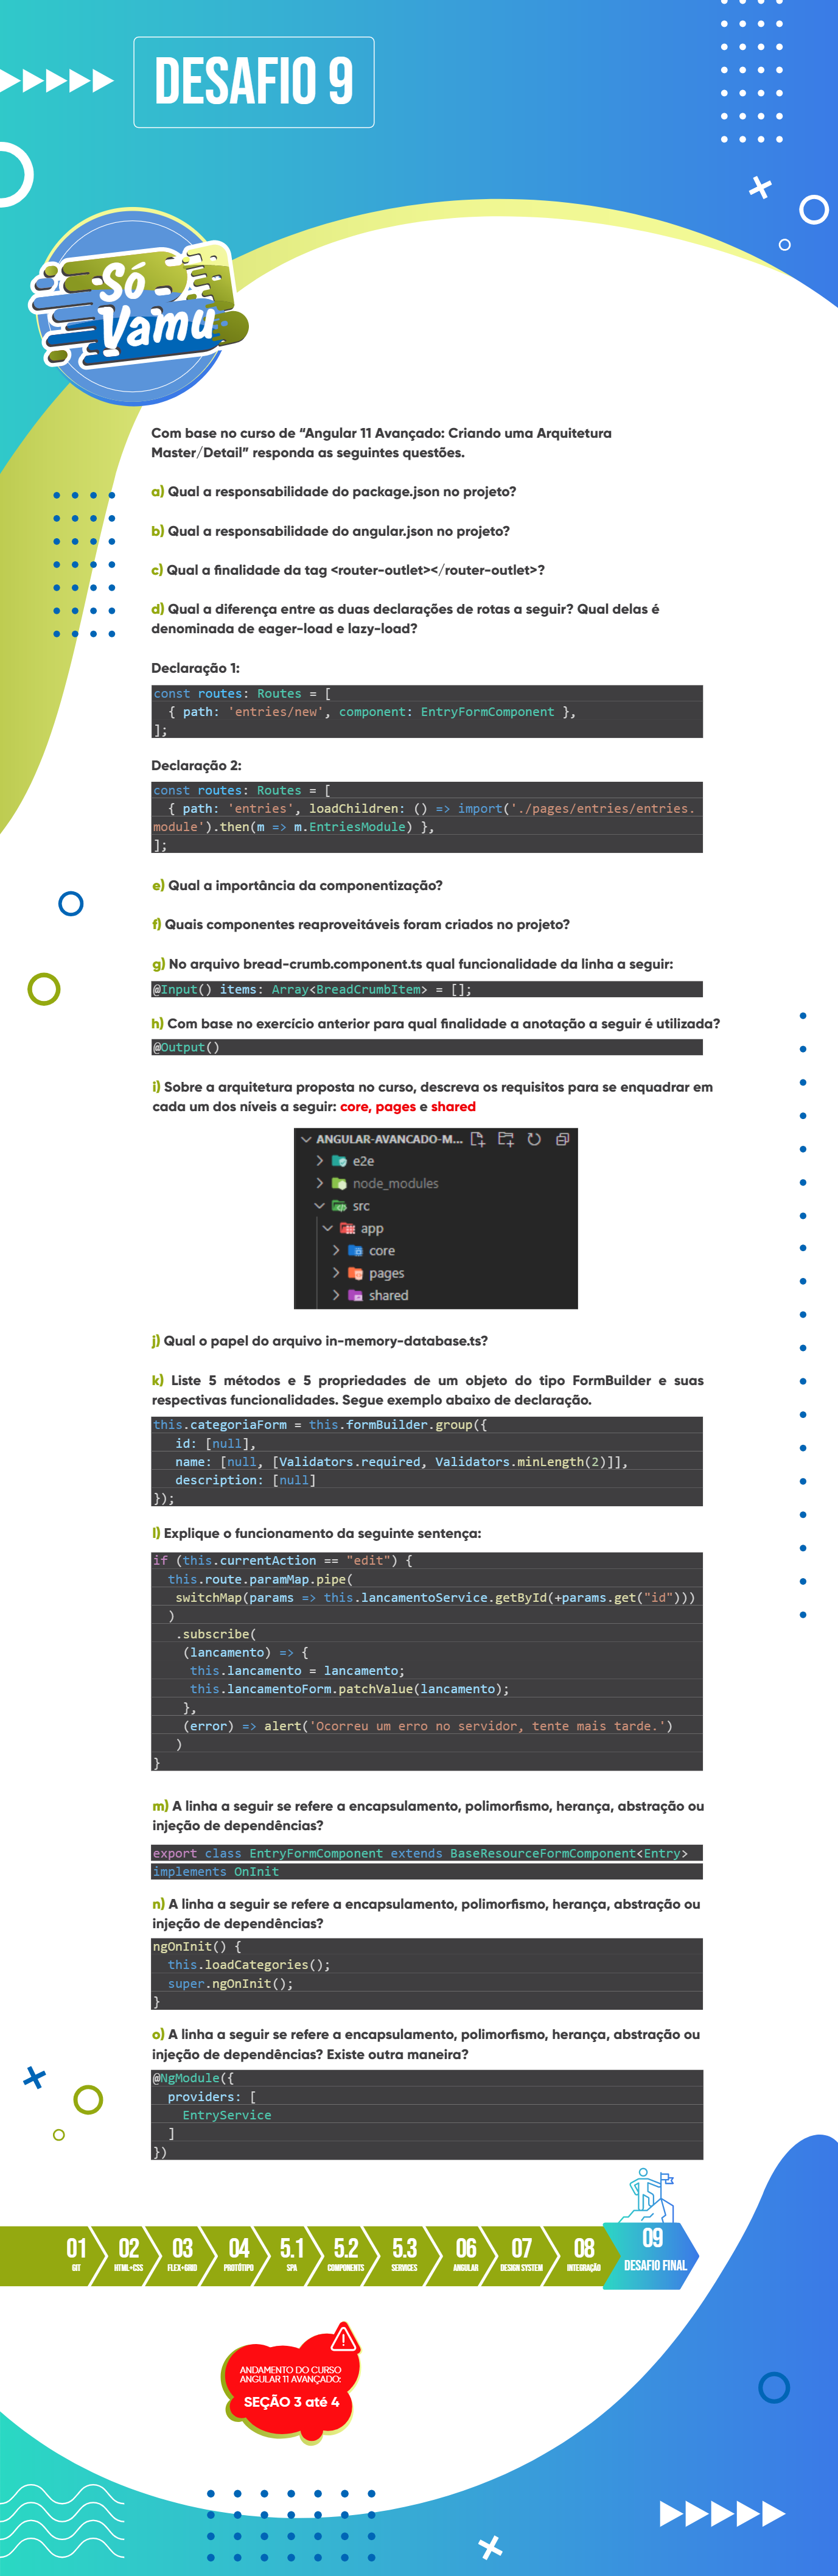 DESAFIO 9
Só
Vamu
Com base no curso de “Angular 11 Avançado: Criando uma Arquitetura
Master/Detail” responda as seguintes questões.
a) Qual a responsabilidade do package.json no projeto?
b) Qual a responsabilidade do angular.json no projeto?
c) Qual a finalidade da tag <router-outlet></router-outlet>?
d) Qual a diferença entre as duas declarações de rotas a seguir? Qual delas é
denominada de eager-load e lazy-load?
Declaração 1:
const routes: Routes = [
{ path: 'entries/new', component: EntryFormComponent },
];
Declaração 2:
const routes: Routes = [
{ path: 'entries', loadChildren: () => import('./pages/entries/entries.
module').then(m => m.EntriesModule) },
];
e) Qual a importância da componentização?
f) Quais componentes reaproveitáveis foram criados no projeto?
g) No arquivo bread-crumb.component.ts qual funcionalidade da linha a seguir:
@Input() items: Array<BreadCrumbItem> = [];
h) Com base no exercício anterior para qual finalidade a anotação a seguir é utilizada?
@Output()
i) Sobre a arquitetura proposta no curso, descreva os requisitos para se enquadrar em
cada um dos níveis a seguir: core, pages e shared
ANGULAR-AVANCADO-M...
e2e
node_modules
src
app
core
pages
shared
j) Qual o papel do arquivo in-memory-database.ts?
k) Liste 5 métodos e 5 propriedades de um objeto do tipo FormBuilder e suas
respectivas funcionalidades. Segue exemplo abaixo de declaração.
this.categoriaForm = this.formBuilder.group({
id: [null],
name: [null, [Validators.required, Validators.minLength(2)]],
description: [null]
});
l) Explique o funcionamento da seguinte sentença:
if (this.currentAction == "edit") {
this.route.paramMap.pipe(
switchMap(params => this.lancamentoService.getById(+params.get("id")))
)
.subscribe(
(lancamento) => {
this.lancamento = lancamento;
this.lancamentoForm.patchValue(lancamento);
},
(error) => alert('Ocorreu um erro no servidor, tente mais tarde.')
)
}
m) A linha a seguir se refere a encapsulamento, polimorfismo, herança, abstração ou
injeção de dependências?
export class EntryFormComponent extends BaseResourceFormComponent<Entry>
implements OnInit
n) A linha a seguir se refere a encapsulamento, polimorfismo, herança, abstração ou
injeção de dependências?
ngOnInit() {
this.loadCategories();
super.ngOnInit();
}
o) A linha a seguir se refere a encapsulamento, polimorfismo, herança, abstração ou
injeção de dependências? Existe outra maneira?
@NgModule({
providers: [
EntryService
]
})
01 02 03 04 5.1 5.2 5.3 06 07 08 09
GIT HTML+CSS FLEX+GRID PROTÓTIPO SPA COMPONENTS SERVICES ANGULAR DESIGN SYSTEM INTEGRAÇÃO DESAFIO FINAL
ANDAMENTO DO CURSO
ANGULAR 11 AVANÇADO:
SEÇÃO 3 até 4